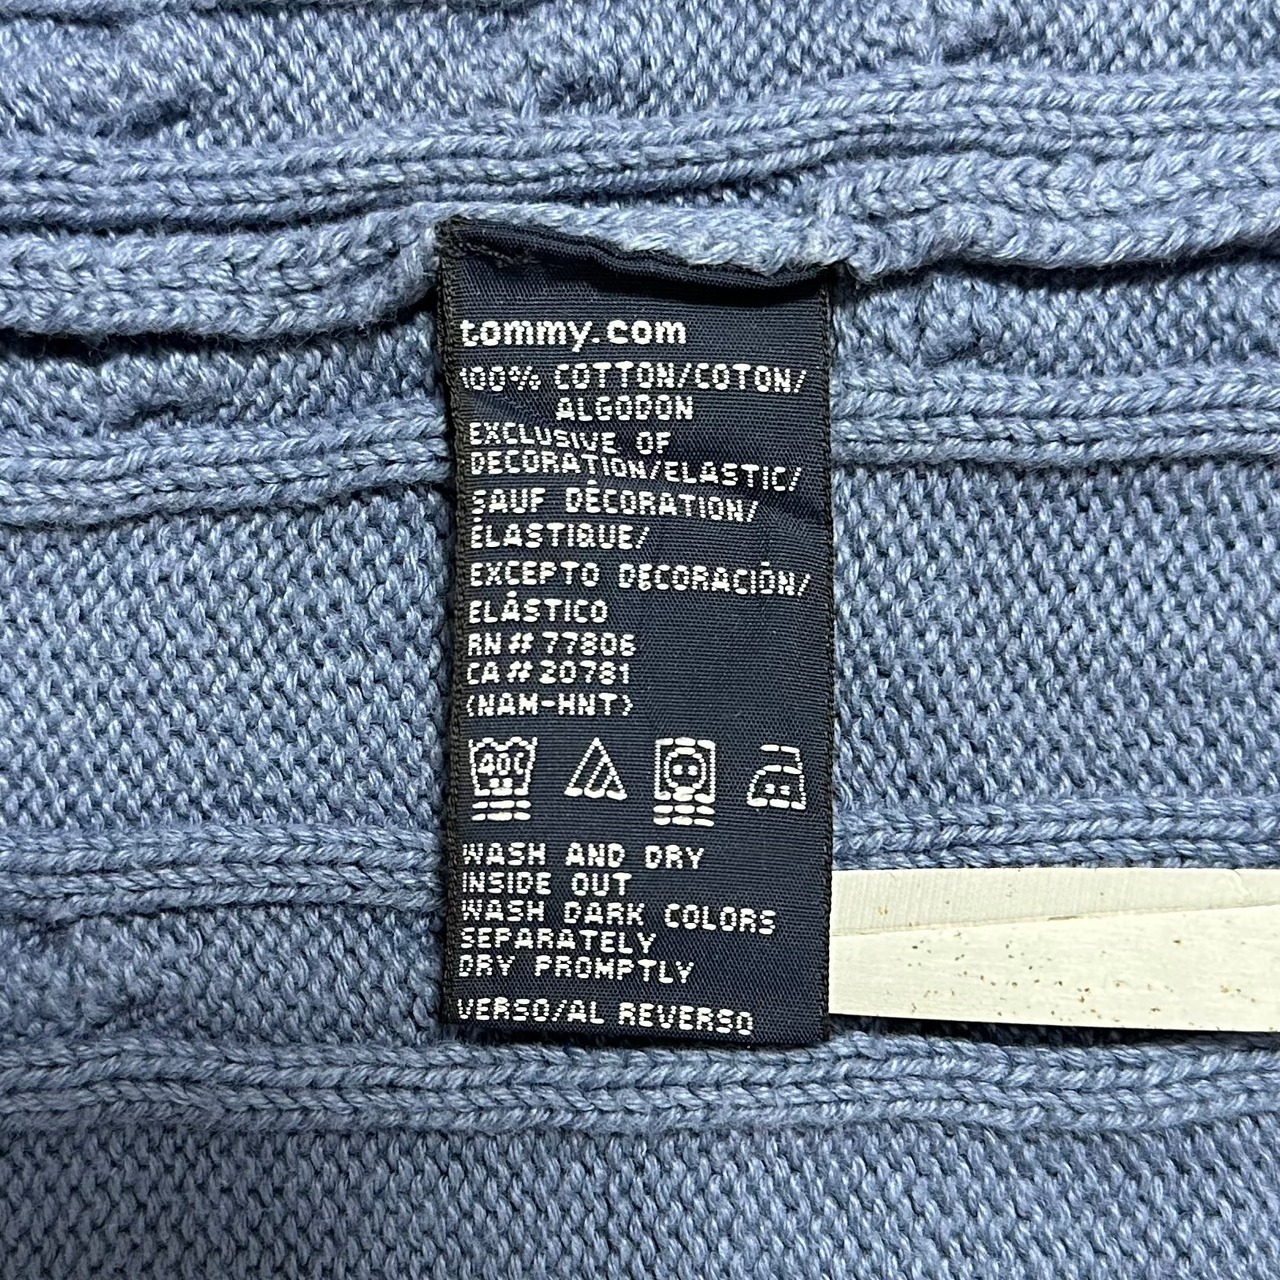 tommy.com
100% COTTON/COTON/
ALGODON
EXCLUSIVE OF
DECORATION/ELASTIC/
SAUF DÉCORATION/
ÉLASTIQUE/
EXCEPTO DECORACIÓN/
ELÁSTICO
RN # 77806
CA # 20781
(NAM-HNT)
40C
WASH AND DRY
INSIDE OUT
WASH DARK COLORS
SEPARATELY
DRY PROMPTLY
VERSO/AL REVERSO